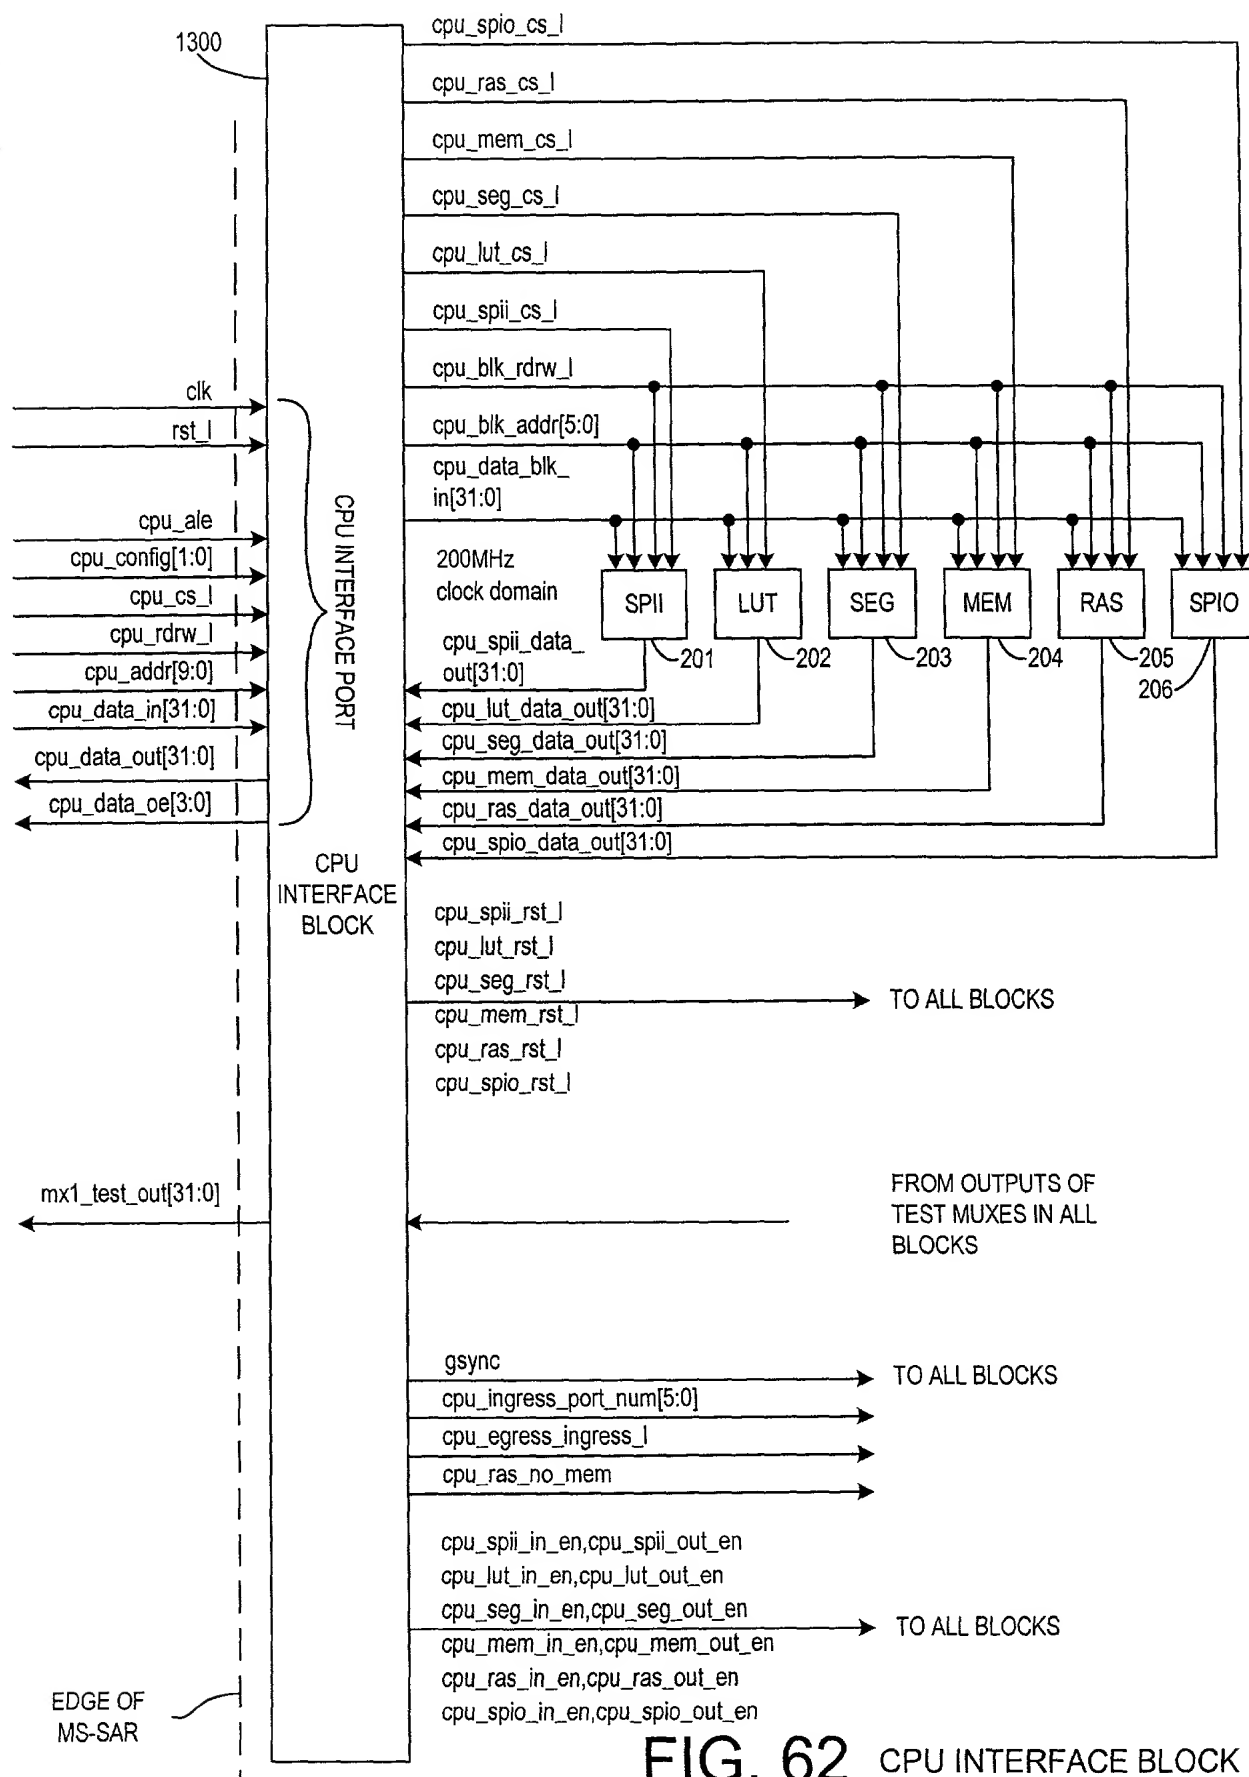 1300
cpu_spio_cs_l
cpu_ras_cs_l
cpu_mem_cs_l
cpu_seg_cs_l
cpu_lut_cs_l
cpu_spii_cs_l
cpu_blk_rdrw_l
cpu_blk_addr[5:0]
cpu_data_blk_
in[31:0]
clk
rst_l
cpu_ale
cpu_config[1:0]
cpu_cs_l
cpu_rdrw_l
cpu_addr[9:0]
cpu_data_in[31:0]
cpu_data_out[31:0]
cpu_data_oe[3:0]
CPU INTERFACE PORT
200MHz
clock domain
SPII
LUT
SEG
MEM
RAS
SPIO
201
202
203
204
205
206
cpu_spii_data_
out[31:0]
cpu_lut_data_out[31:0]
cpu_seg_data_out[31:0]
cpu_mem_data_out[31:0]
cpu_ras_data_out[31:0]
cpu_spio_data_out[31:0]
CPU
INTERFACE
BLOCK
cpu_spii_rst_l
cpu_lut_rst_l
cpu_seg_rst_l
cpu_mem_rst_l
cpu_ras_rst_l
cpu_spio_rst_l
TO ALL BLOCKS
mx1_test_out[31:0]
FROM OUTPUTS OF
TEST MUXES IN ALL
BLOCKS
gsync
TO ALL BLOCKS
cpu_ingress_port_num[5:0]
cpu_egress_ingress_l
cpu_ras_no_mem
cpu_spii_in_en,cpu_spii_out_en
cpu_lut_in_en,cpu_lut_out_en
cpu_seg_in_en,cpu_seg_out_en
cpu_mem_in_en,cpu_mem_out_en
cpu_ras_in_en,cpu_ras_out_en
cpu_spio_in_en,cpu_spio_out_en
TO ALL BLOCKS
EDGE OF
MS-SAR
FIG. 62 CPU INTERFACE BLOCK